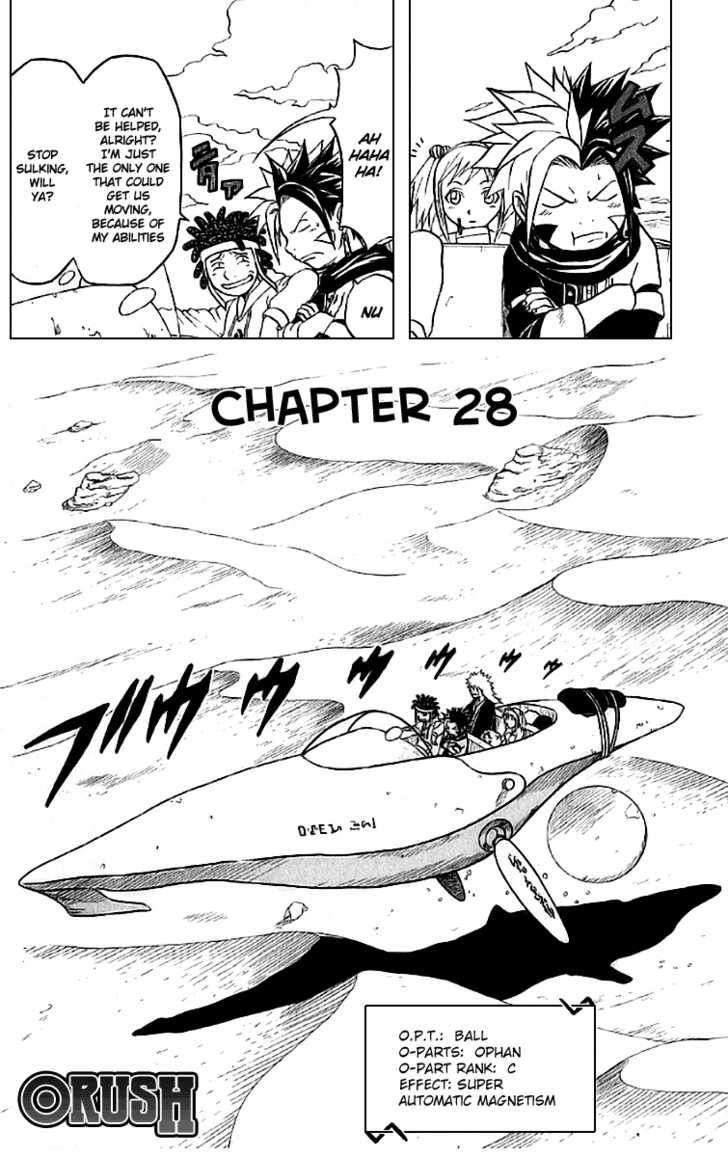 ムス
AH
HAHA
HA!
IT CAN'T
BE HELPED,
ALRIGHT?
I'M JUST
THE ONLY ONE
THAT COULD
GET US
MOVING,
BECAUSE OF
MY ABILITIES
STOP
SULKING,
WILL
YA?
NU
CHAPTER 28
O.P.T.: BALL
O-PARTS: OPHAN
O-PART RANK: C
EFFECT: SUPER
AUTOMATIC MAGNETISM
ORUSH